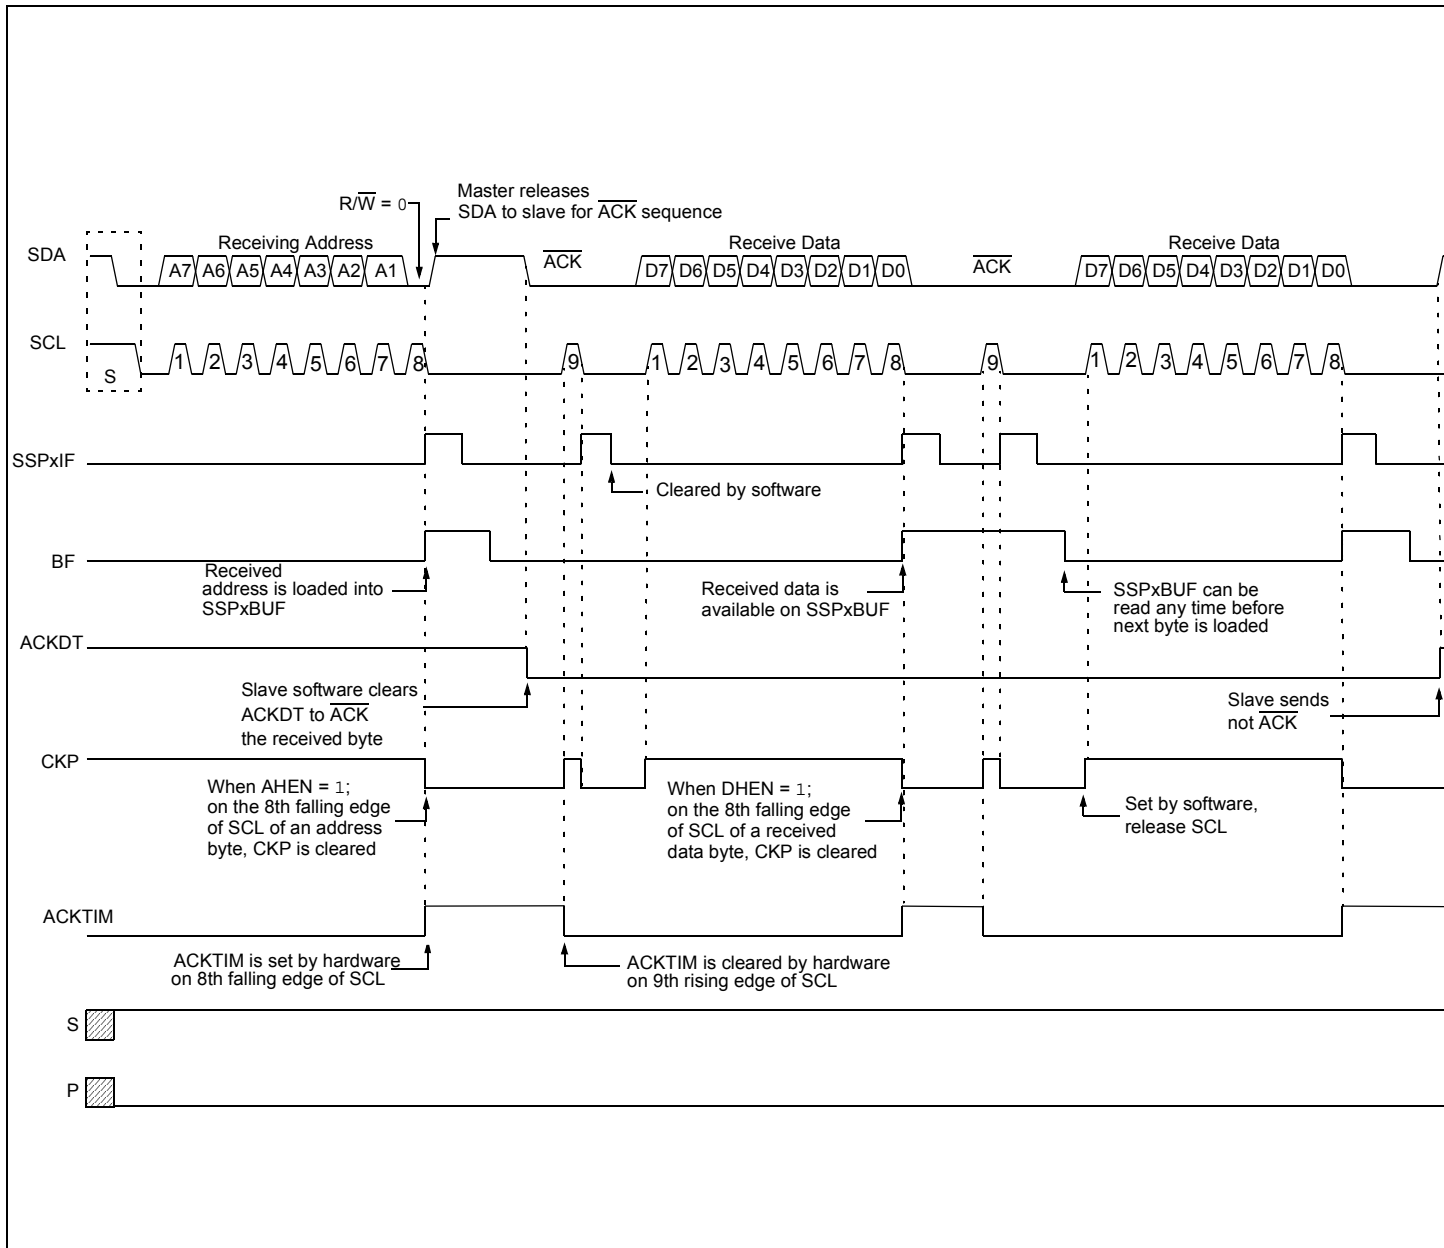 R/W = 0
Master releases
SDA to slave for ACK sequence
SDA
Receiving Address
A7 A6 A5 A4 A3 A2 A1
ACK
Receive Data
D7 D6 D5 D4 D3 D2 D1 D0
ACK
Receive Data
D7 D6 D5 D4 D3 D2 D1 D0
SCL
S
1 2 3 4 5 6 7 8 9 1 2 3 4 5 6 7 8 9 1 2 3 4 5 6 7 8
SSPxIF
Cleared by software
BF
Received
address is loaded into
SSPxBUF
Received data is
available on SSPxBUF
SSPxBUF can be
read any time before
next byte is loaded
ACKDT
Slave software clears
ACKDT to ACK
the received byte
Slave sends
not ACK
CKP
When AHEN = 1;
on the 8th falling edge
of SCL of an address
byte, CKP is cleared
When DHEN = 1;
on the 8th falling edge
of SCL of a received
data byte, CKP is cleared
Set by software,
release SCL
ACKTIM
ACKTIM is set by hardware
on 8th falling edge of SCL
ACKTIM is cleared by hardware
on 9th rising edge of SCL
S
P